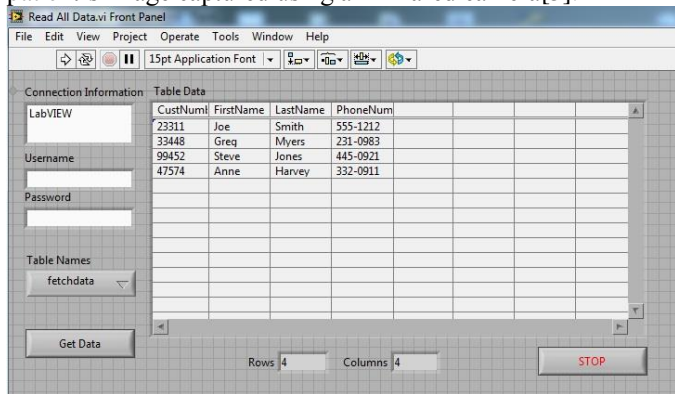 Read All Data.vi Front Panel
File Edit View Project Operate Tools Window Help
15pt Application Font
Connection Information Table Data
LabVIEW
CustNuml FirstName LastName PhoneNum
23311 Joe Smith 555-1212
33448 Greg Myers 231-0983
99452 Steve Jones 445-0921
47574 Anne Harvey 332-0911
Username
Password
Table Names
fetchdata
Get Data
Rows 4 Columns 4
STOP